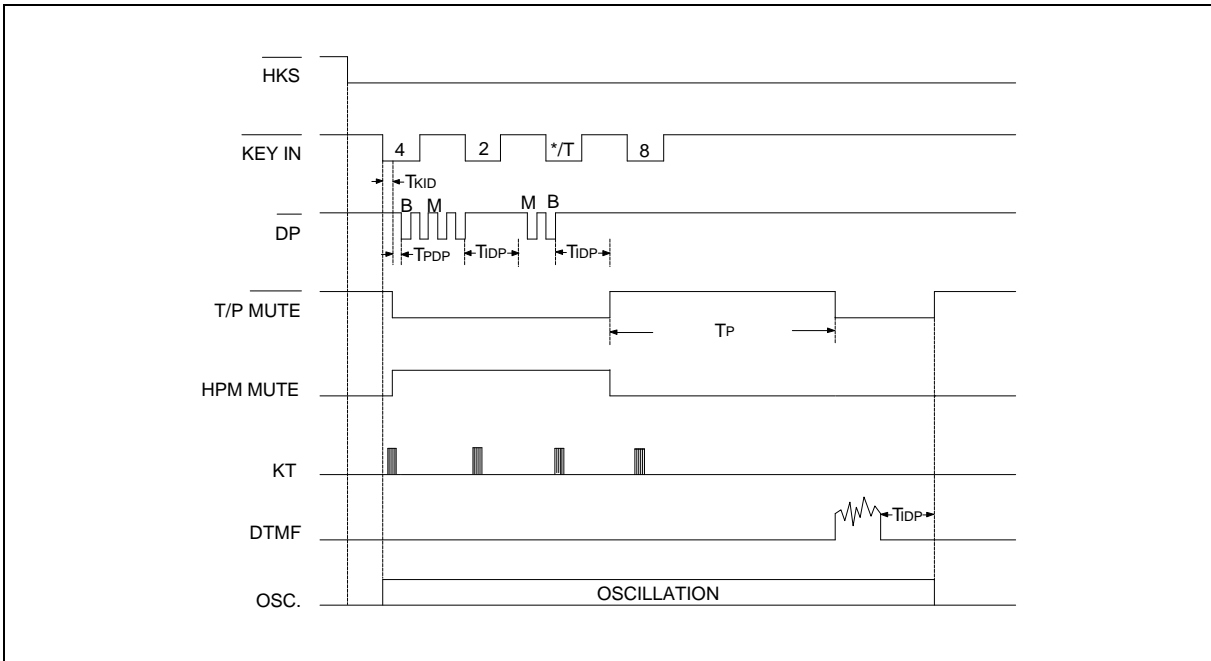 HKS
KEY IN
4 2 */T 8
TKID
B M M B
DP
TPDP TIDP TIDP
T/P MUTE
TP
HPM MUTE
KT
DTMF
TIDP
OSCILLATION
OSC.